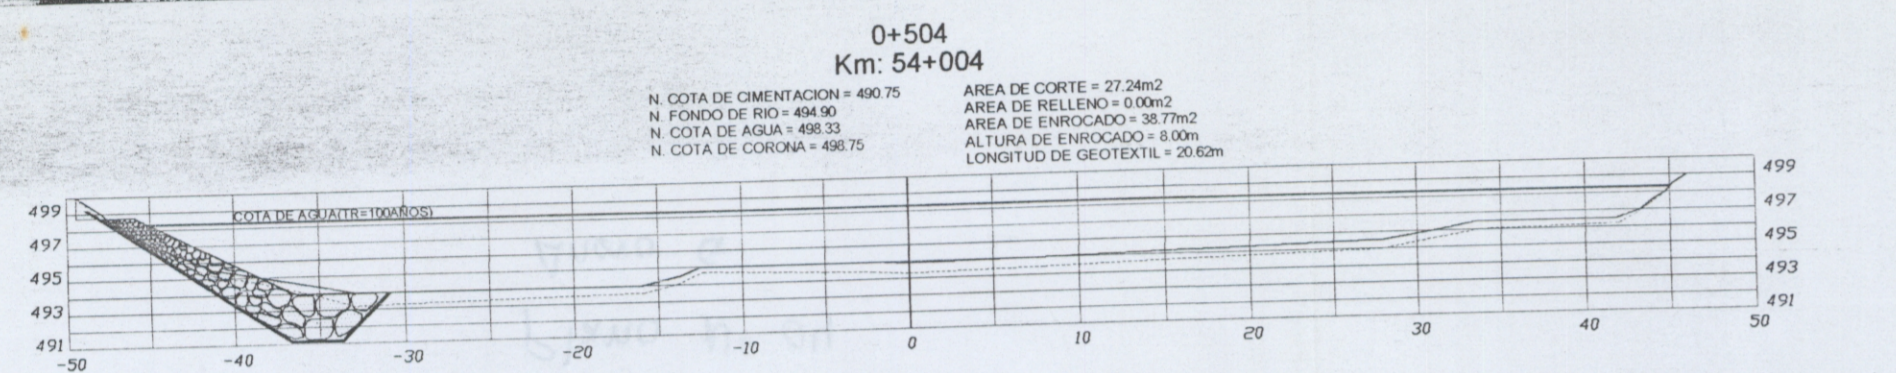 0+504
Km: 54+004
N. COTA DE CIMENTACION = 490.75
N. FONDO DE RIO = 494.90
N. COTA DE AGUA = 498.33
N. COTA DE CORONA = 498.75
AREA DE CORTE = 27.24m2
AREA DE RELLENO = 0.00m2
AREA DE ENROCADO = 38.77m2
ALTURA DE ENROCADO = 8.00m
LONGITUD DE GEOTEXTIL = 20.62m
499
497
495
493
491
COTA DE AGUA(TR=100AÑOS)
499
497
495
493
491
-50
-40
-30
-20
-10
0
10
20
30
40
50